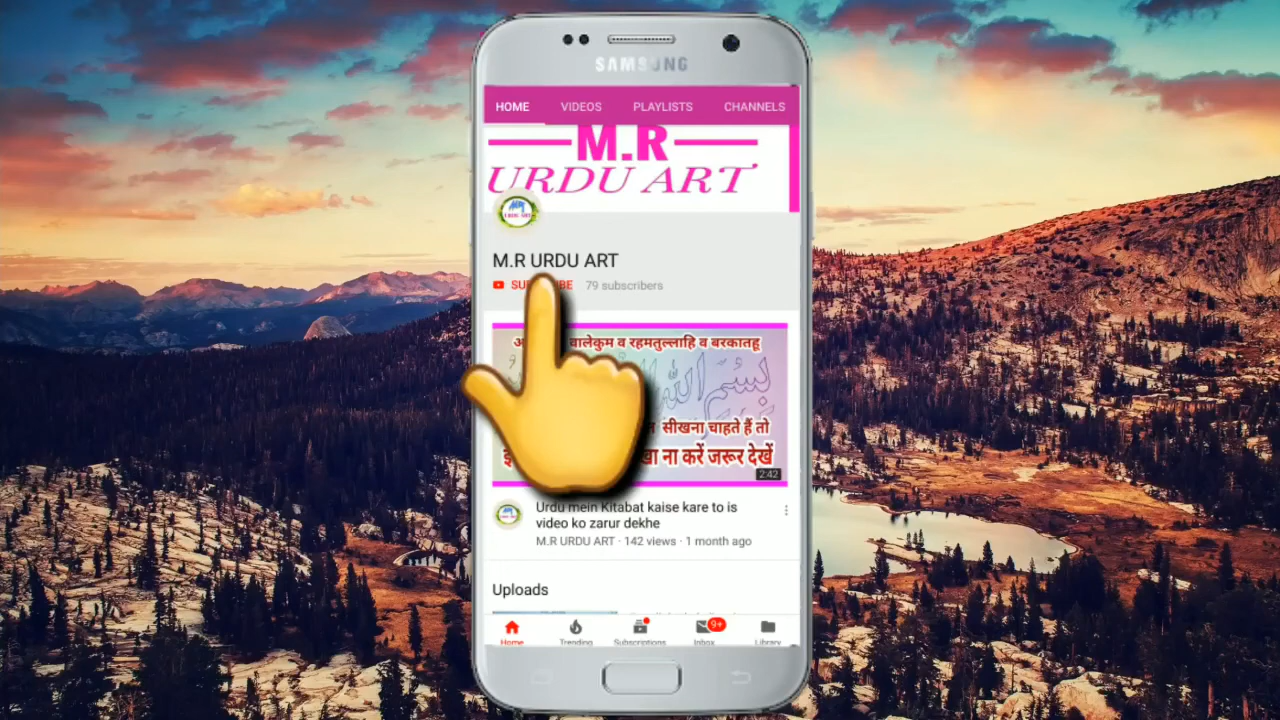 SAMSUNG
HOME VIDEOS PLAYLISTS CHANNELS
M.R
URDU ART
M.R URDU ART
79 subscribers
वालेकुम व रहमतुल्लाहि व बरकातहू
بسم الله
सीखना चाहते हैं तो
ना करें जरूर देखें
2:42
Urdu mein Kitabat kaise kare to is
video ko zarur dekhe
M.R URDU ART · 142 views · 1 month ago
Uploads
9+
Home Trending Subscriptions Inbox Library